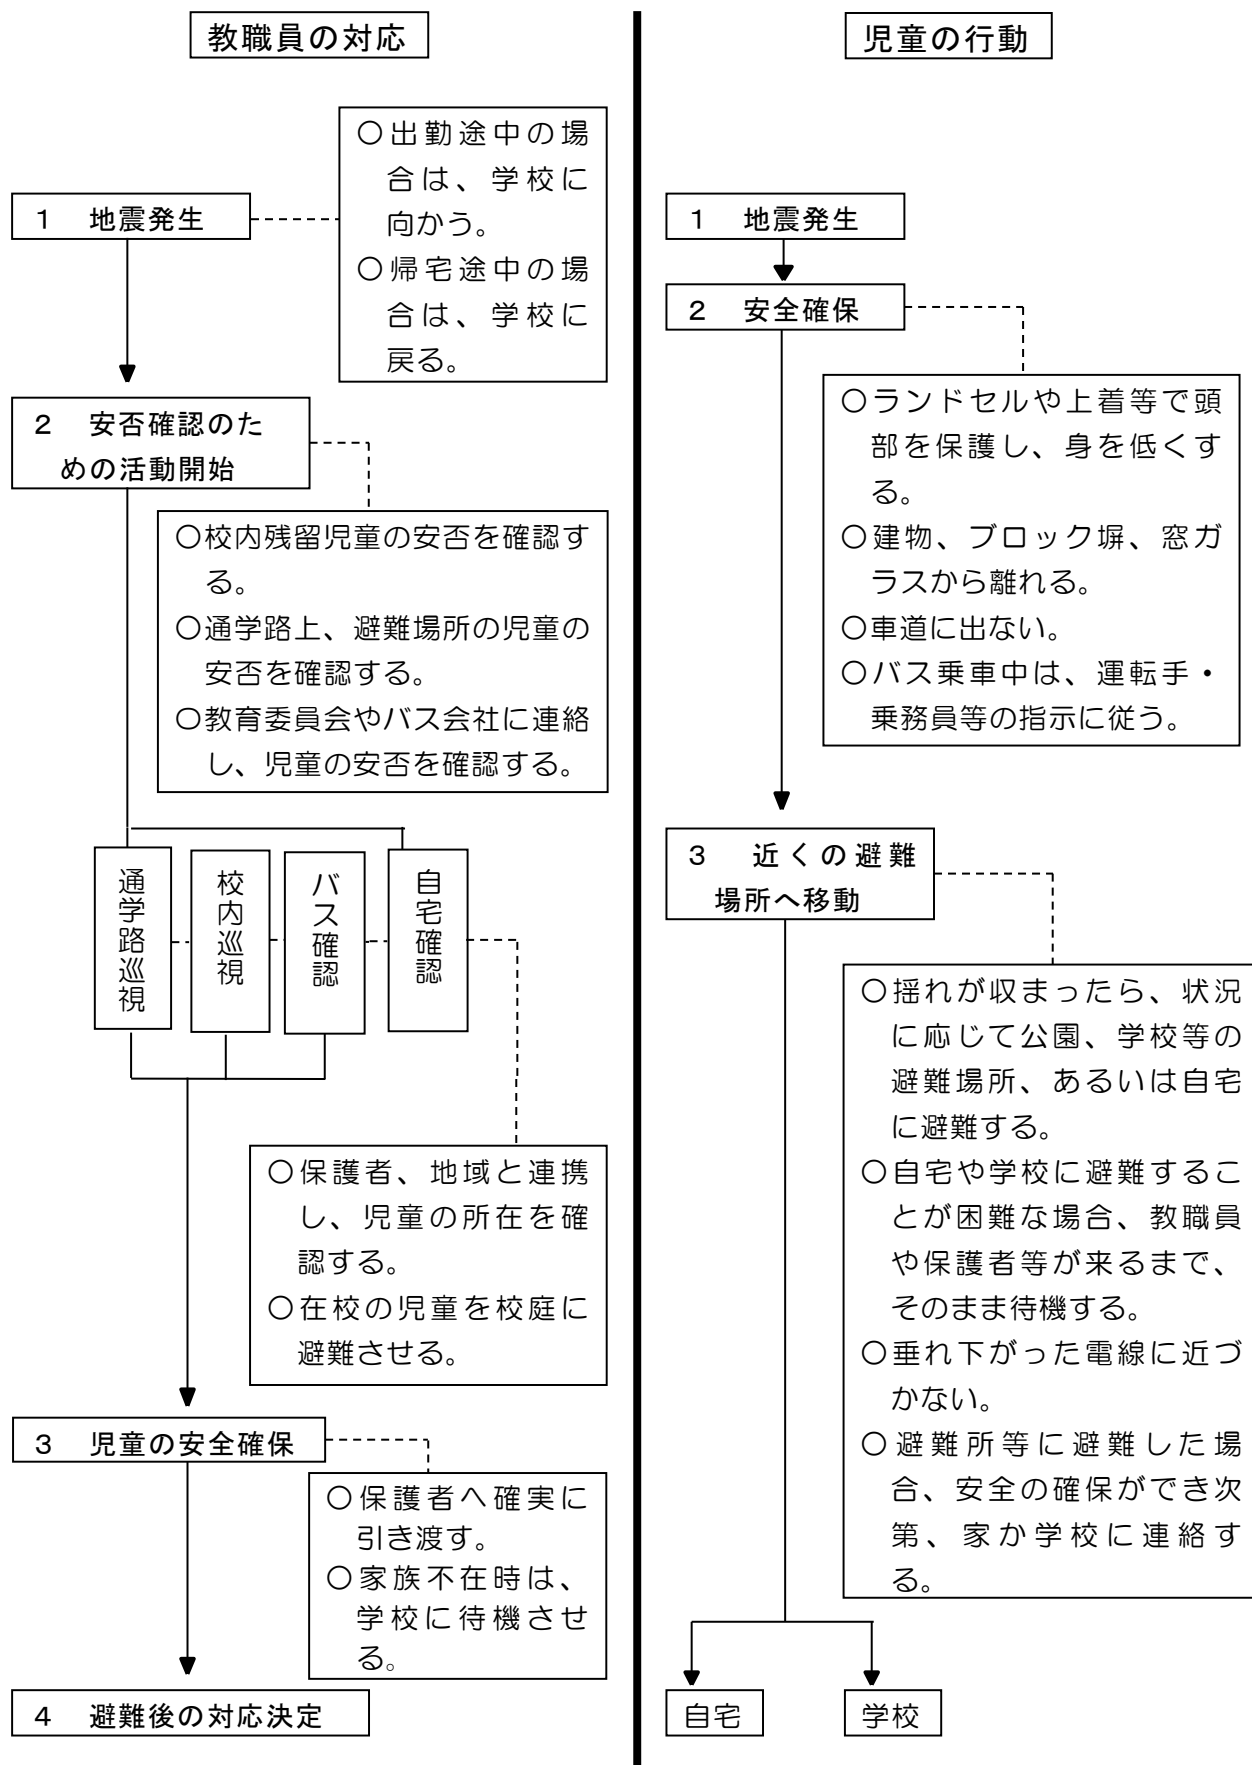 教職員の対応
○出勤途中の場
合は、学校に
向かう。
○帰宅途中の場
合は、学校に
戻る。
1 地震発生
2 安否確認のた
めの活動開始
○校内残留児童の安否を確認す
る。
○通学路上、避難場所の児童の
安否を確認する。
○教育委員会やバス会社に連絡
し、児童の安否を確認する。
通学路巡視
校内巡視
バス確認
自宅確認
○保護者、地域と連携
し、児童の所在を確
認する。
○在校の児童を校庭に
避難させる。
3 児童の安全確保
○保護者へ確実に
引き渡す。
○家族不在時は、
学校に待機させ
る。
4 避難後の対応決定
児童の行動
1 地震発生
2 安全確保
○ランドセルや上着等で頭
部を保護し、身を低くす
る。
○建物、ブロック塀、窓ガ
ラスから離れる。
○車道に出ない。
○バス乗車中は、運転手・
乗務員等の指示に従う。
3 近くの避難
場所へ移動
○揺れが収まったら、状況
に応じて公園、学校等の
避難場所、あるいは自宅
に避難する。
○自宅や学校に避難するこ
とが困難な場合、教職員
や保護者等が来るまで、
そのまま待機する。
○垂れ下がった電線に近づ
かない。
○避難所等に避難した場
合、安全の確保ができ次
第、家か学校に連絡す
る。
自宅
学校